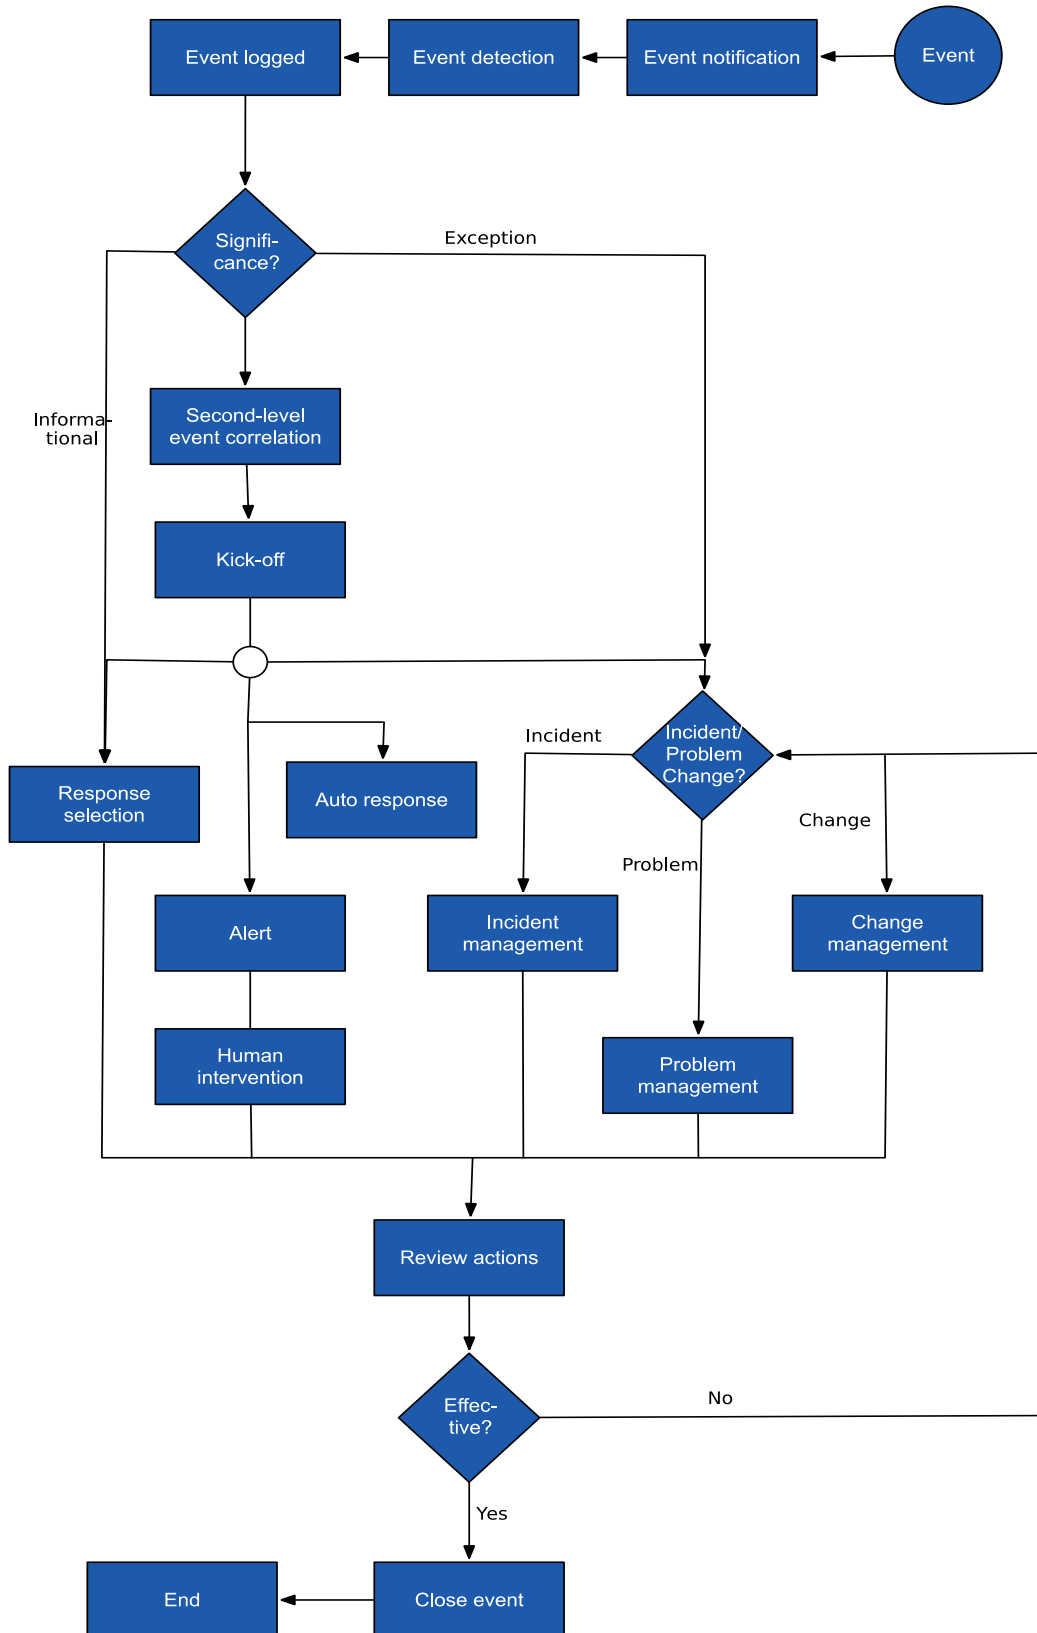 Event logged
Event detection
Event notification
Event
Signifi-
cance?
Exception
Informa-
tional
Second-level
event correlation
Kick-off
Incident
Incident/
Problem
Change?
Response
selection
Auto response
Change
Problem
Alert
Incident
management
Change
management
Human
intervention
Problem
management
Review actions
Effec-
tive?
No
Yes
End
Close event